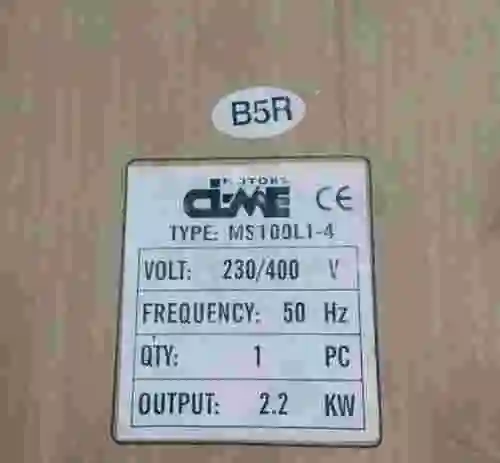 B5R
MOTORS
CIME CE
TYPE: MS100L1-4
VOLT: 230/400 V
FREQUENCY: 50 Hz
QTY: 1 PC
OUTPUT: 2.2 KW